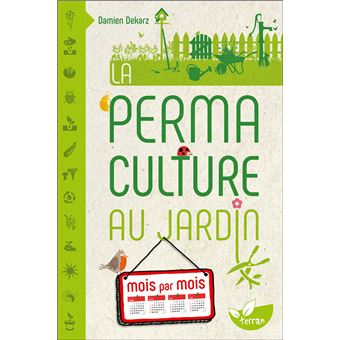 Damien Dekarz
LA
PERMA
CULTURE
AU JARDIN
mois par mois
terran